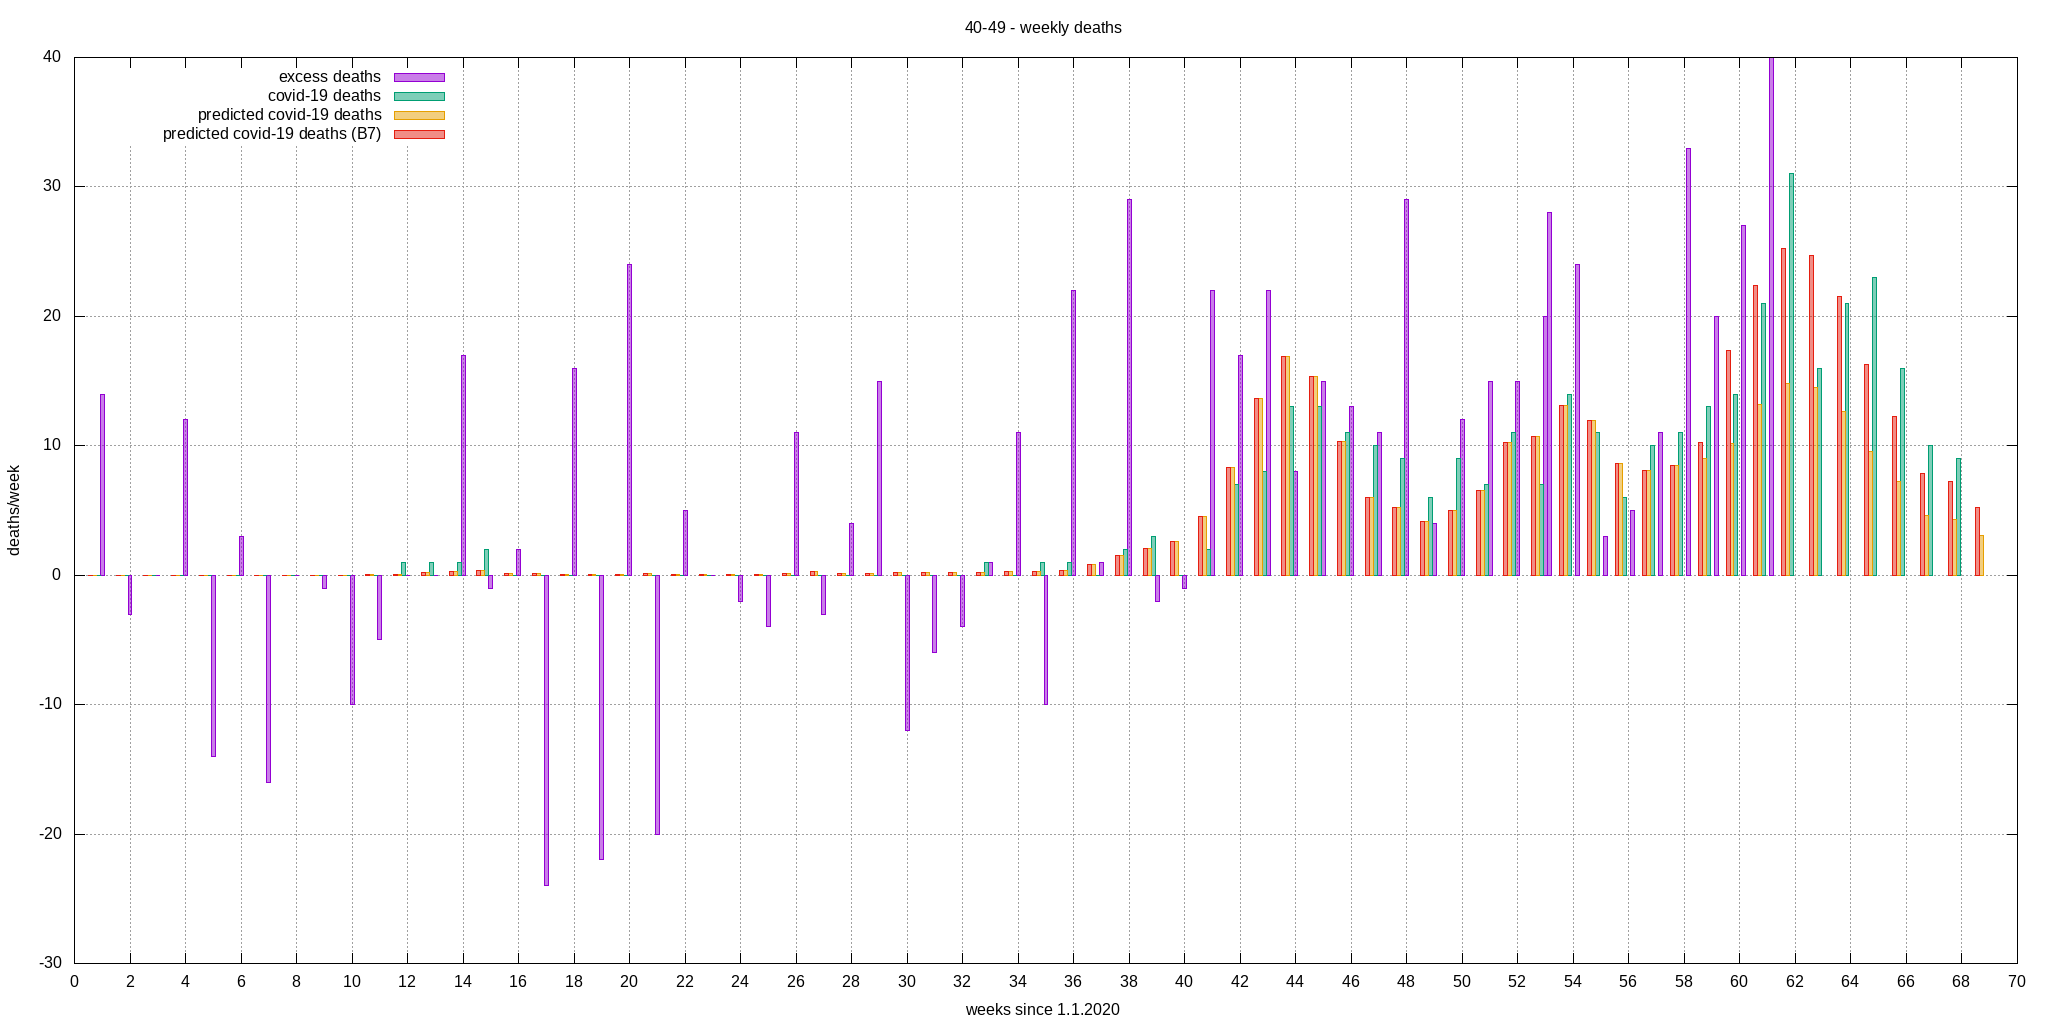 40-49 - weekly deaths
excess deaths
covid-19 deaths
predicted covid-19 deaths
predicted covid-19 deaths (B7)
40
30
20
10
0
-10
-20
-30
deaths/week
0 2 4 6 8 10 12 14 16 18 20 22 24 26 28 30 32 34 36 38 40 42 44 46 48 50 52 54 56 58 60 62 64 66 68 70
weeks since 1.1.2020